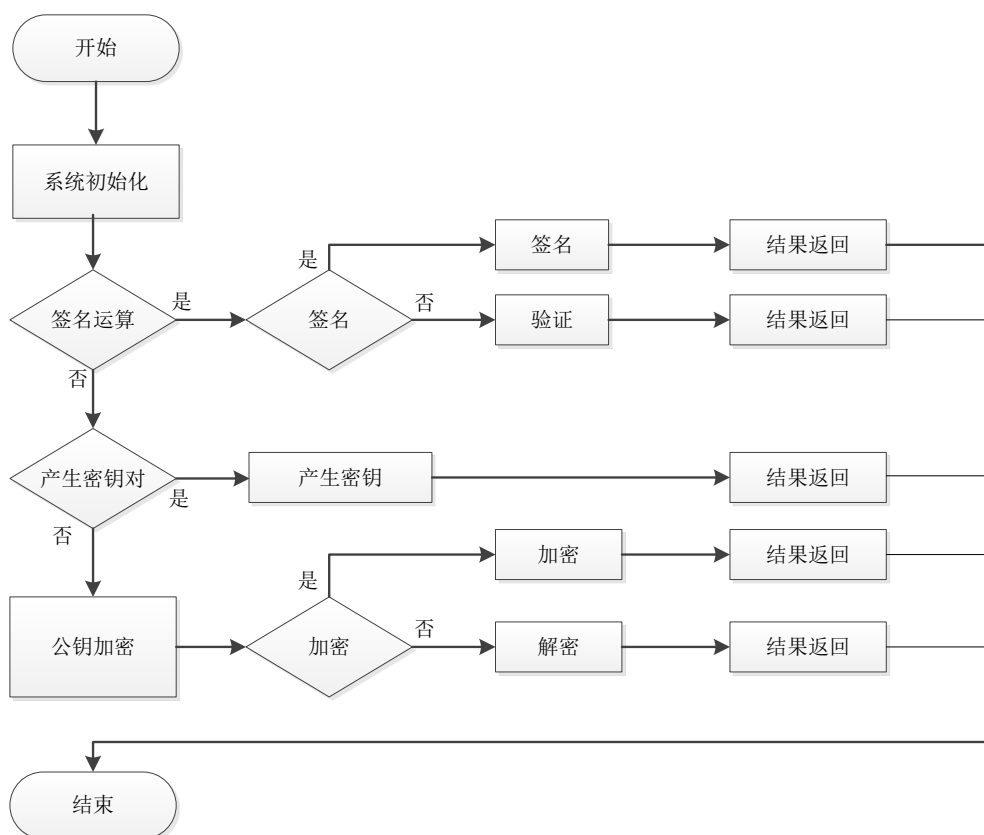 开始
系统初始化
签名运算
是
签名
是
签名
结果返回
否
验证
结果返回
否
产生密钥对
是
产生密钥
结果返回
否
公钥加密
加密
是
加密
结果返回
否
解密
结果返回
结束